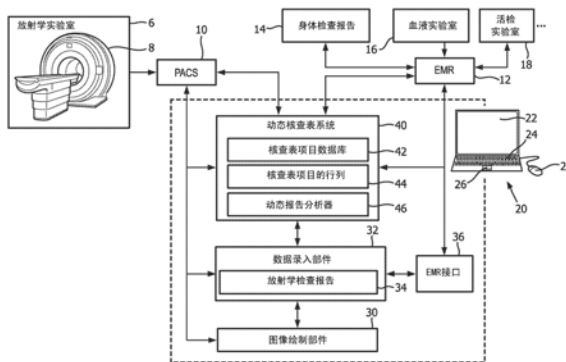 放射学实验室
6
8
10
PACS
14
身体检查报告
血液实验室
16
活检
实验室
...
18
EMR
12
动态核查表系统
40
核查表项目数据库
42
核查表项目的行列
44
动态报告分析器
46
22
24
26
2
20
32
数据录入部件
放射学检查报告
34
36
EMR接口
30
图像绘制部件